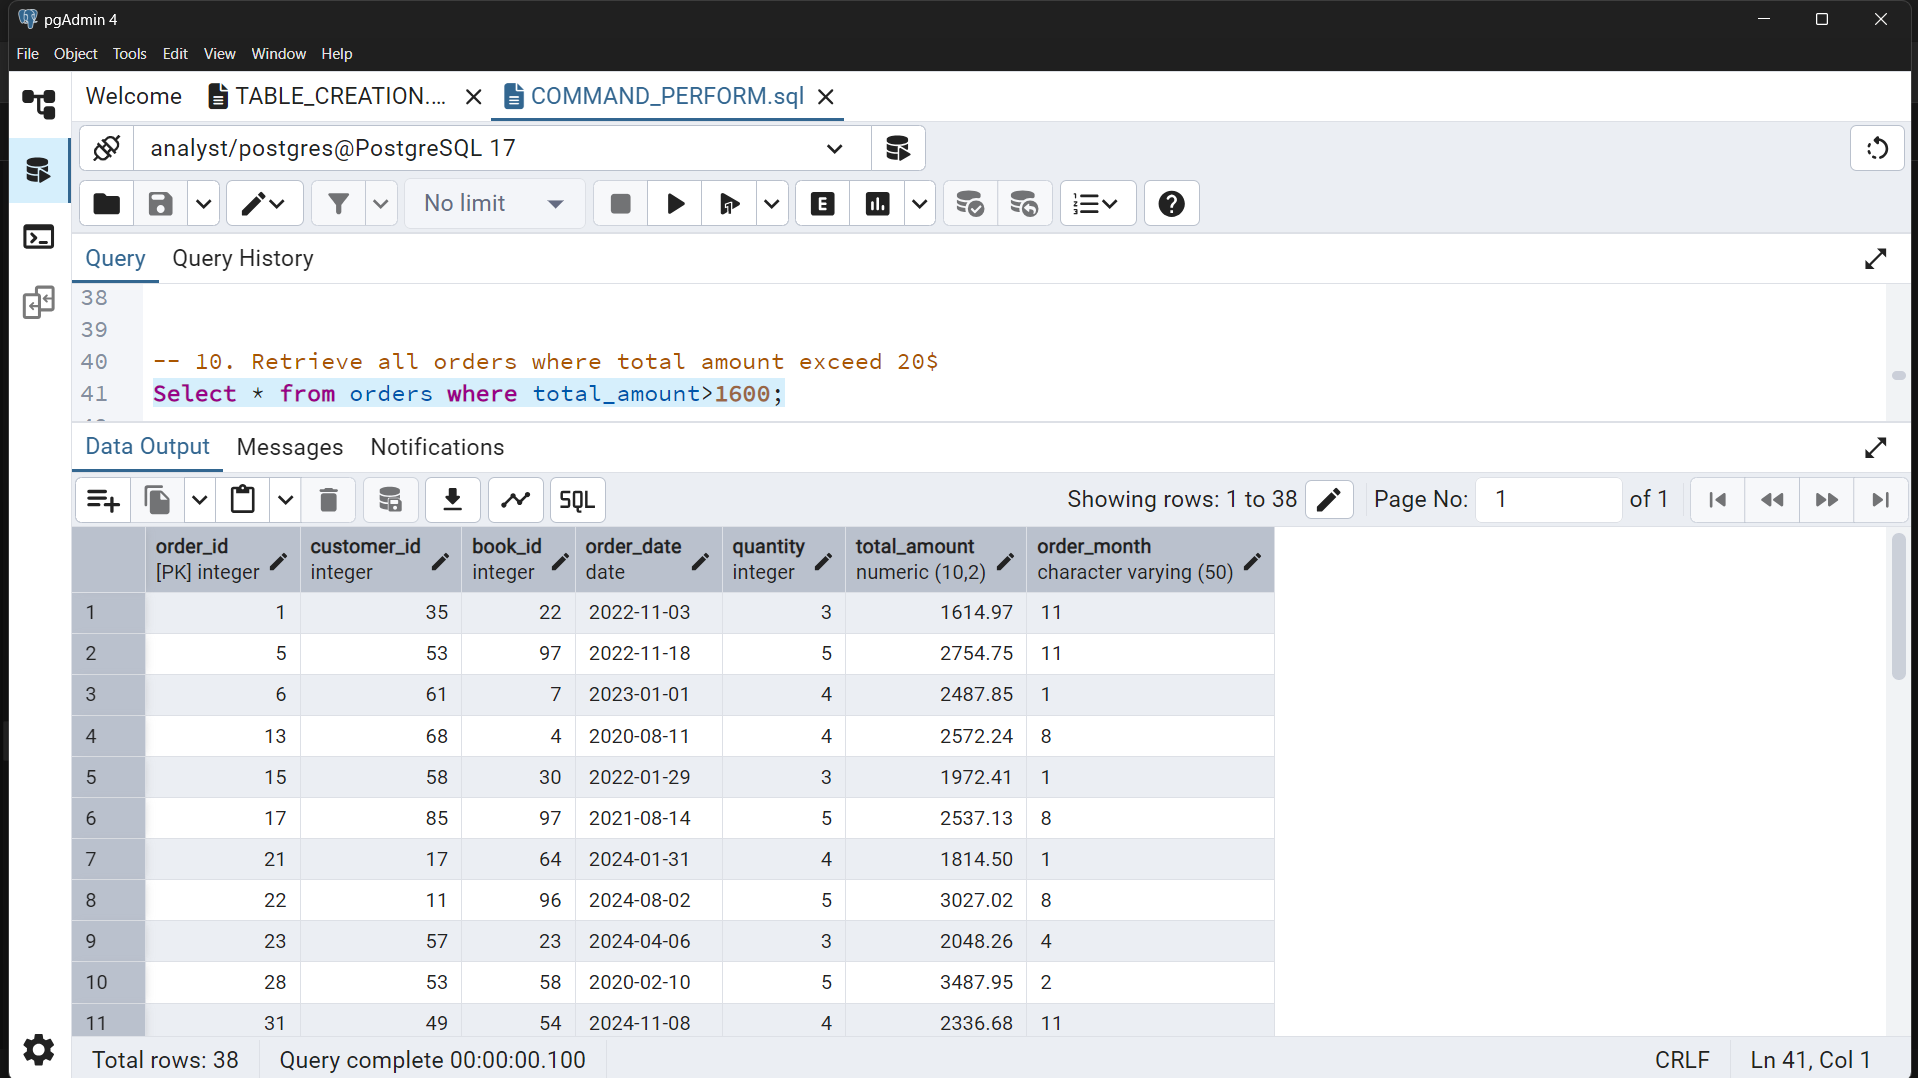 pgAdmin 4
File Object Tools Edit View Window Help
Welcome TABLE_CREATION.... COMMAND_PERFORM.sql
analyst/postgres@PostgreSQL 17
No limit E
Query Query History
38
39
40 -- 10. Retrieve all orders where total amount exceed 20$
41 Select * from orders where total_amount>1600;
Data Output Messages Notifications
SQL Showing rows: 1 to 38 Page No: 1 of 1
order_id customer_id book_id order_date quantity total_amount order_month
[PK] integer integer integer date integer numeric (10,2) character varying (50)
1 1 35 22 2022-11-03 3 1614.97 11
2 5 53 97 2022-11-18 5 2754.75 11
3 6 61 7 2023-01-01 4 2487.85 1
4 13 68 4 2020-08-11 4 2572.24 8
5 15 58 30 2022-01-29 3 1972.41 1
6 17 85 97 2021-08-14 5 2537.13 8
7 21 17 64 2024-01-31 4 1814.50 1
8 22 11 96 2024-08-02 5 3027.02 8
9 23 57 23 2024-04-06 3 2048.26 4
10 28 53 58 2020-02-10 5 3487.95 2
11 31 49 54 2024-11-08 4 2336.68 11
Total rows: 38 Query complete 00:00:00.100 CRLF Ln 41, Col 1